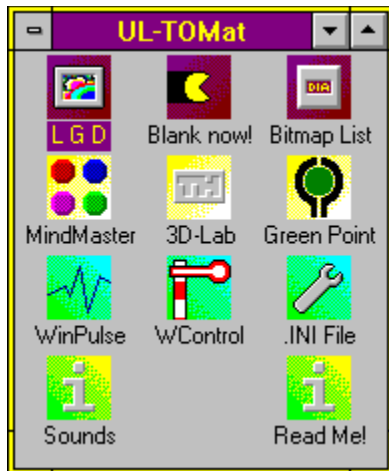 UL-TOMat
L G D Blank now! Bitmap List
DIA
MindMaster 3D-Lab Green Point
WinPulse WControl .INI File
Sounds Read Me!